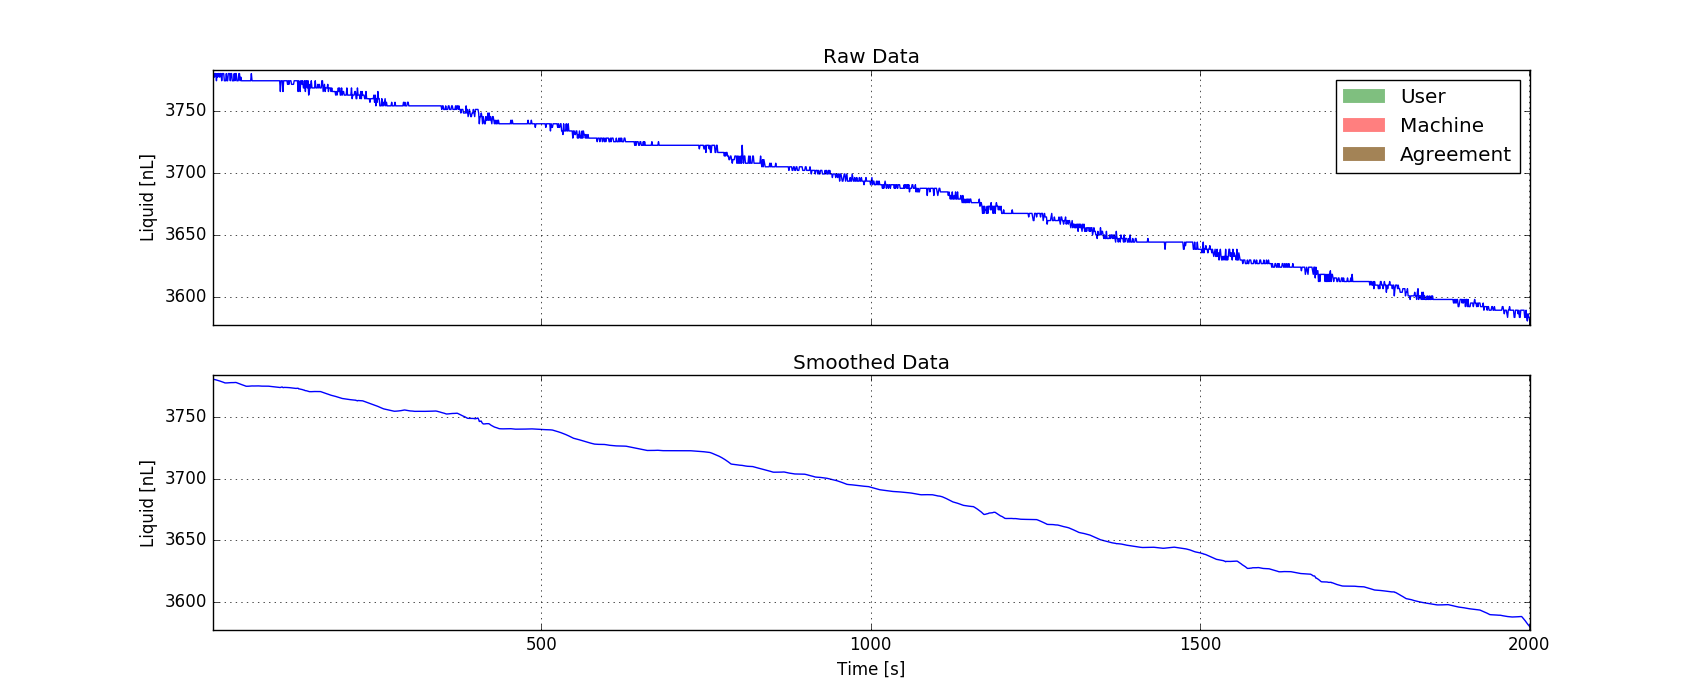 Raw Data
3750
3700
3650
3600
Liquid [nL]
User
Machine
Agreement
Smoothed Data
3750
3700
3650
3600
Liquid [nL]
500
1000
1500
2000
Time [s]